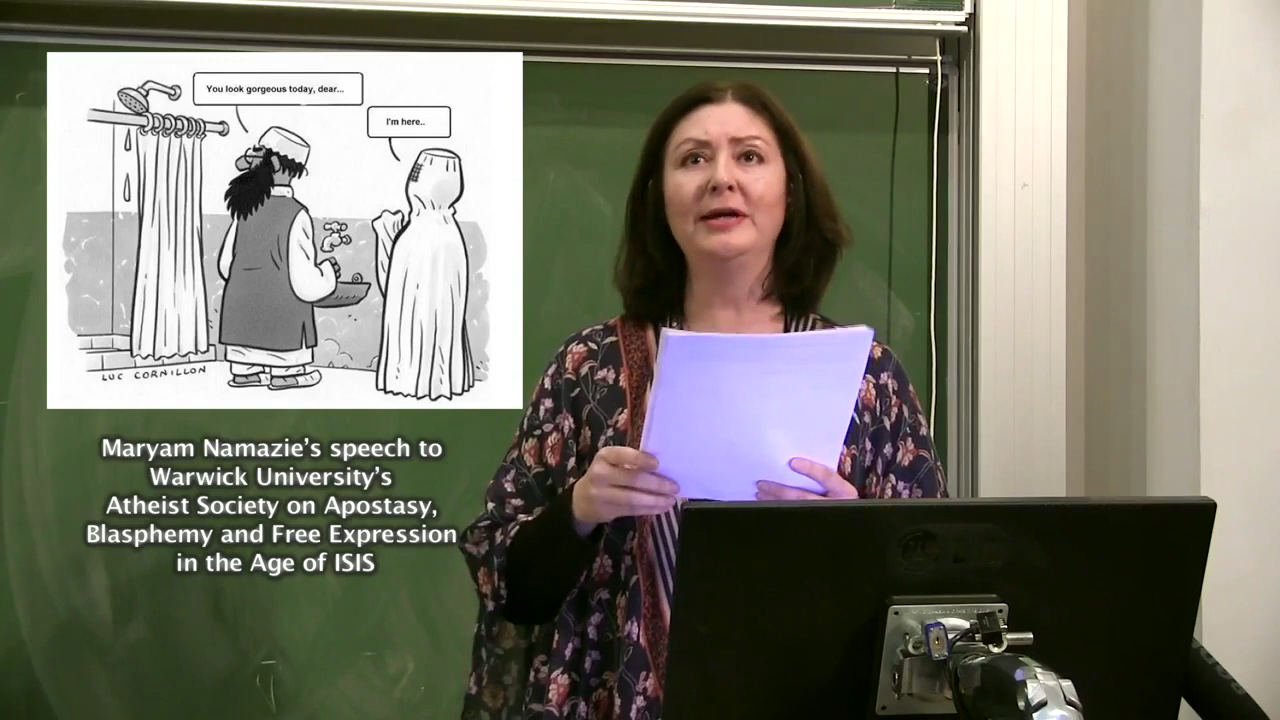 You look gorgeous today, dear...
I'm here..
LUC CORNILLON
Maryam Namazie's speech to
Warwick University's
Atheist Society on Apostasy,
Blasphemy and Free Expression
in the Age of ISIS